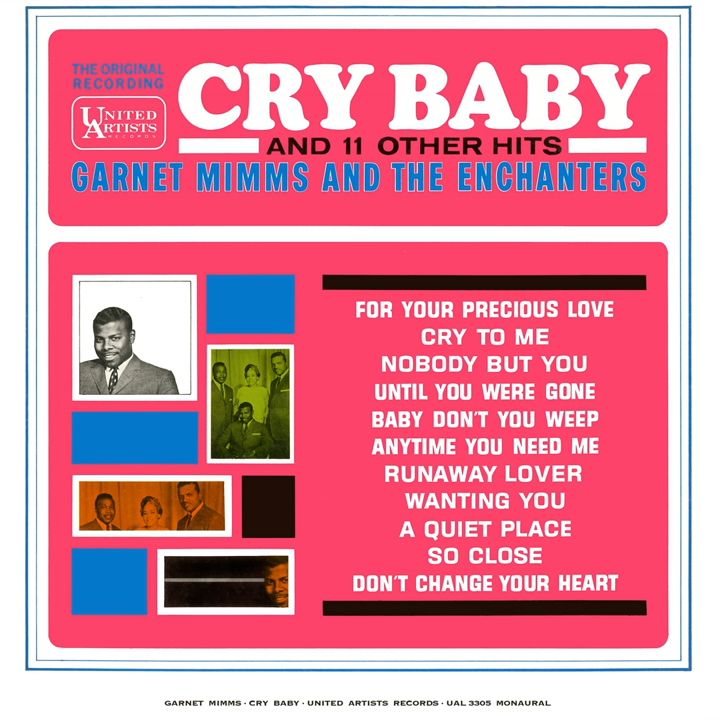 THE ORIGINAL
RECORDING
UNITED
ARTISTS
RECORDS
CRY BABY
AND 11 OTHER HITS
GARNET MIMMS AND THE ENCHANTERS
FOR YOUR PRECIOUS LOVE
CRY TO ME
NOBODY BUT YOU
UNTIL YOU WERE GONE
BABY DON'T YOU WEEP
ANYTIME YOU NEED ME
RUNAWAY LOVER
WANTING YOU
A QUIET PLACE
SO CLOSE
DON'T CHANGE YOUR HEART
GARNET MIMMS · CRY BABY · UNITED ARTISTS RECORDS · UAL 3305 MONAURAL